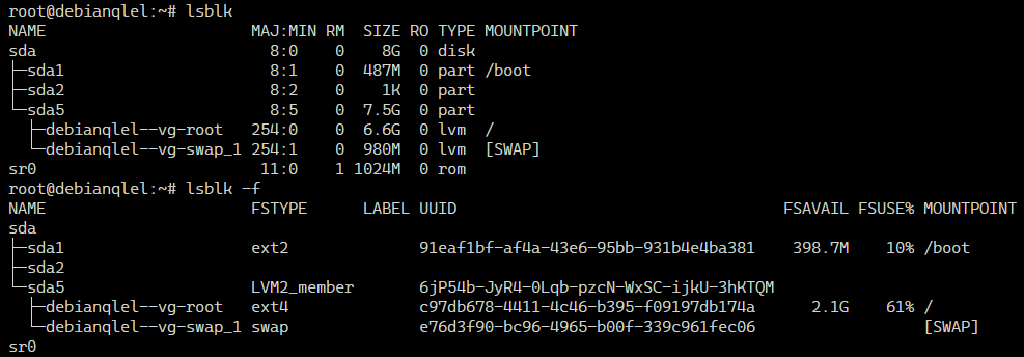 root@debianqlel:~# lsblk
NAME                      MAJ:MIN RM  SIZE RO TYPE MOUNTPOINT
sda                         8:0    0    8G  0 disk
├─sda1                      8:1    0  487M  0 part /boot
├─sda2                      8:2    0    1K  0 part
└─sda5                      8:5    0  7.5G  0 part
  ├─debianqlel--vg-root   254:0    0  6.6G  0 lvm  /
  └─debianqlel--vg-swap_1 254:1    0  980M  0 lvm  [SWAP]
sr0                        11:0    1 1024M  0 rom
root@debianqlel:~# lsblk -f
NAME                      FSTYPE      LABEL UUID                                   FSAVAIL FSUSE% MOUNTPOINT
sda
├─sda1                    ext2              91eaf1bf-af4a-43e6-95bb-931b4e4ba381    398.7M    10% /boot
├─sda2
└─sda5                    LVM2_member       6jP54b-JyR4-0Lqb-pzcN-WxSC-ijkU-3hKTQM
  ├─debianqlel--vg-root   ext4              c97db678-4411-4c46-b395-f09197db174a      2.1G    61% /
  └─debianqlel--vg-swap_1 swap              e76d3f90-bc96-4965-b00f-339c961fec06                  [SWAP]
sr0